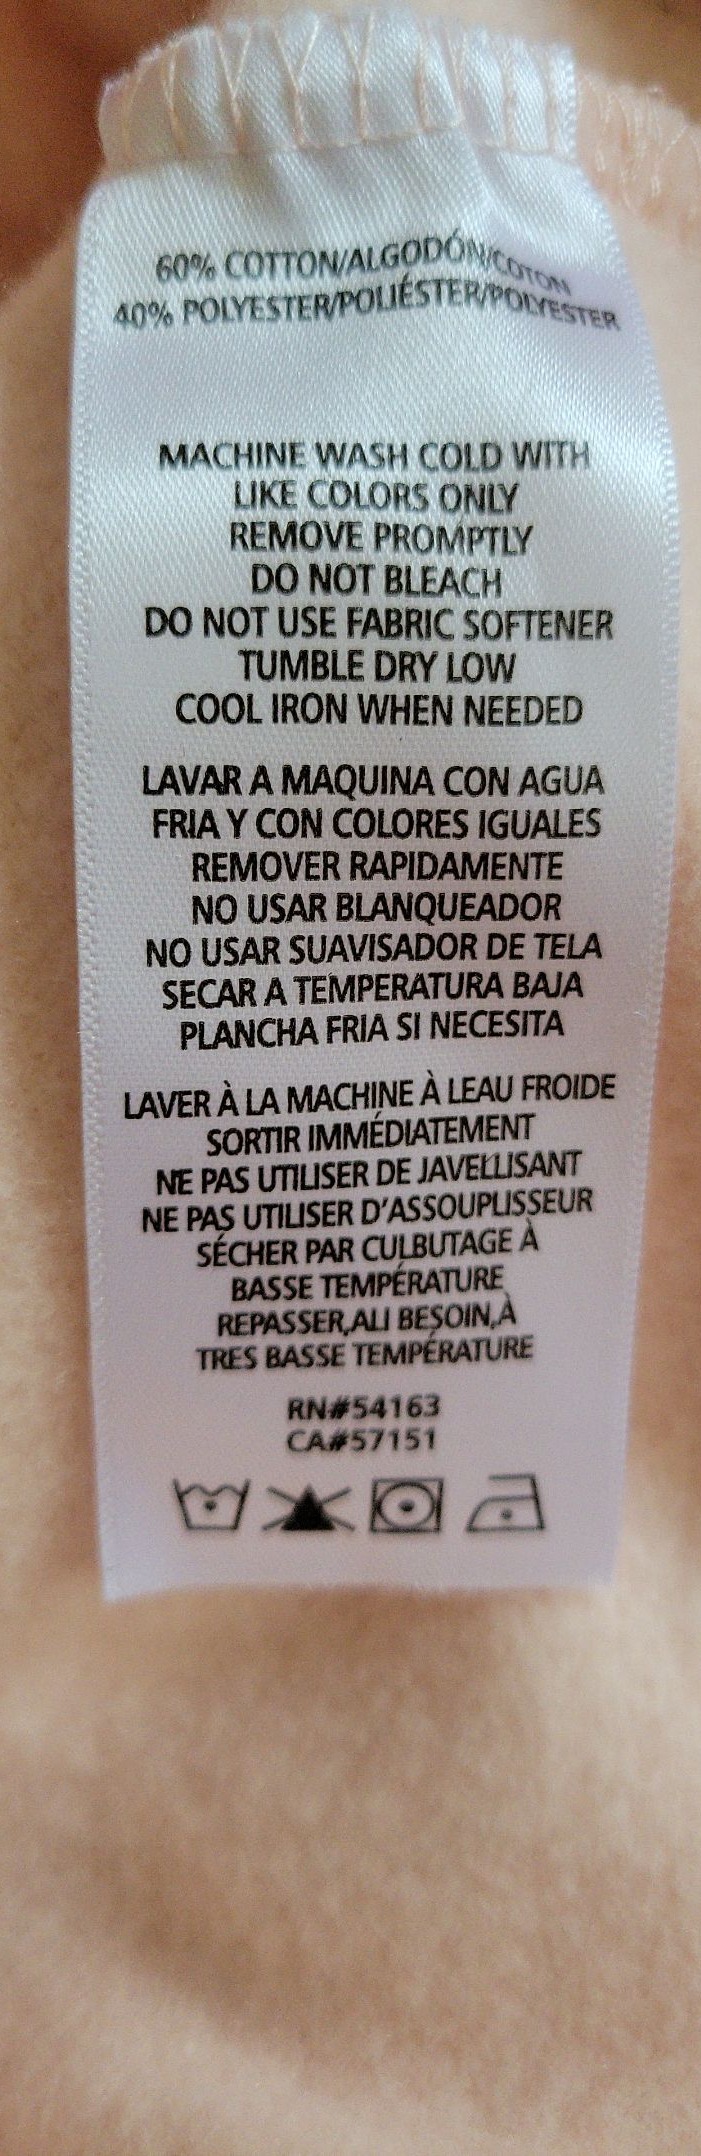 60% COTTON/ALGODÓN/COTON
40% POLYESTER/POLIÉSTER/POLYESTER
MACHINE WASH COLD WITH
LIKE COLORS ONLY
REMOVE PROMPTLY
DO NOT BLEACH
DO NOT USE FABRIC SOFTENER
TUMBLE DRY LOW
COOL IRON WHEN NEEDED
LAVAR A MAQUINA CON AGUA
FRIA Y CON COLORES IGUALES
REMOVER RAPIDAMENTE
NO USAR BLANQUEADOR
NO USAR SUAVISADOR DE TELA
SECAR A TEMPERATURA BAJA
PLANCHA FRIA SI NECESITA
LAVER À LA MACHINE À LEAU FROIDE
SORTIR IMMÉDIATEMENT
NE PAS UTILISER DE JAVELLISANT
NE PAS UTILISER D'ASSOUPLISSEUR
SÉCHER PAR CULBUTAGE À
BASSE TEMPÉRATURE
REPASSER,ALI BESOIN,À
TRES BASSE TEMPÉRATURE
RN#54163
CA#57151